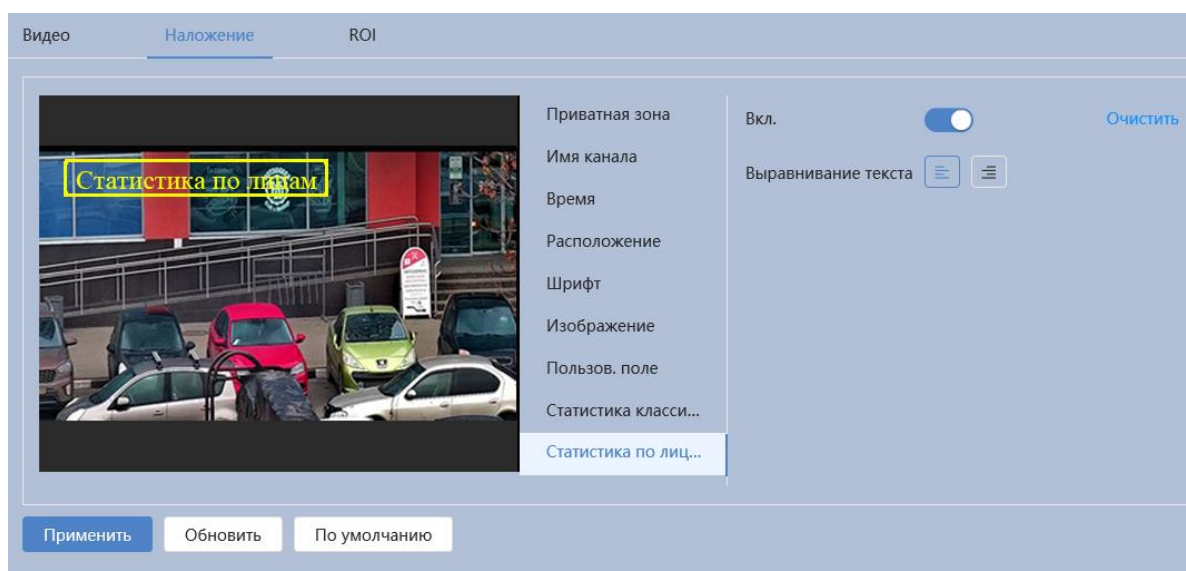 Видео Наложение ROI
Статистика по лицам
Приватная зона
Имя канала
Время
Расположение
Шрифт
Изображение
Пользов. поле
Статистика класси...
Статистика по лиц...
Вкл. Очистить
Выравнивание текста
Применить Обновить По умолчанию